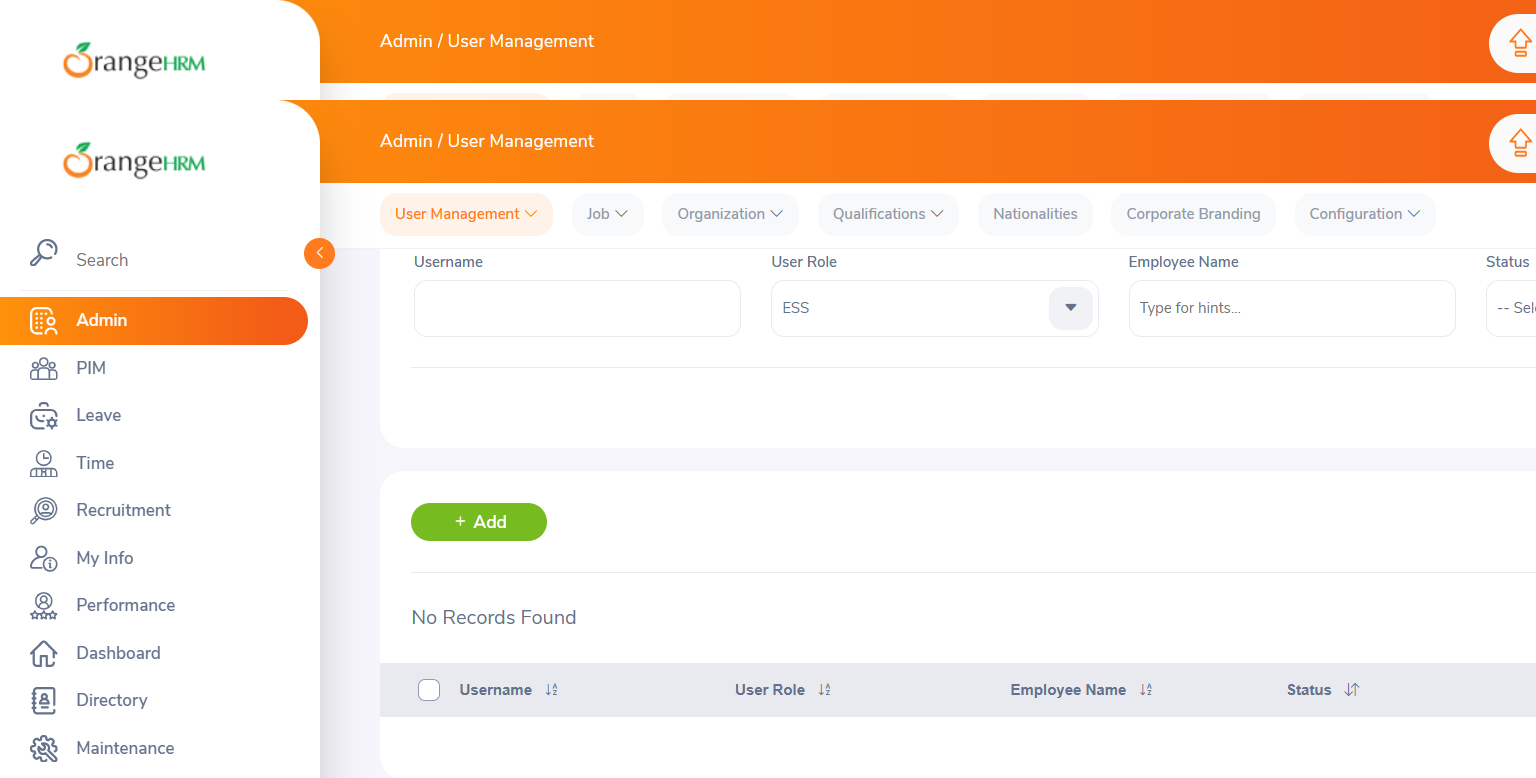 OrangeHRM
Admin / User Management
OrangeHRM
Admin / User Management
User Management
Job
Organization
Qualifications
Nationalities
Corporate Branding
Configuration
Search
Admin
PIM
Leave
Time
Recruitment
My Info
Performance
Dashboard
Directory
Maintenance
Username
User Role
Employee Name
Status
ESS
Type for hints...
-- Sele
+ Add
No Records Found
Username
User Role
Employee Name
Status